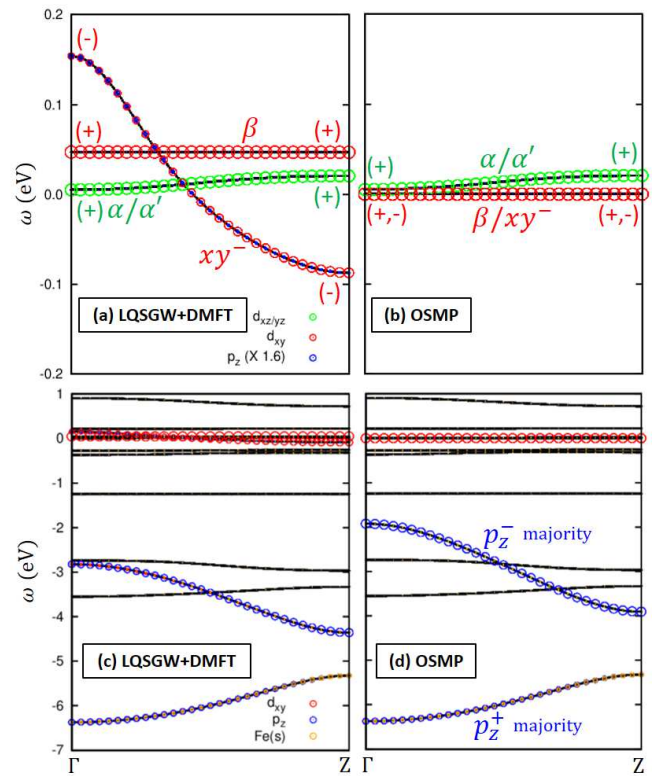 0.2
0.1
0.0
-0.1
-0.2
ω (eV)
(-)
(+)
β
(+)
(+) α/α′
(+)
xy⁻
(-)
(a) LQSGW+DMFT
d_xz/yz
d_xy
p_z (X 1.6)
(+)
α/α′
(+)
(+,-)
β/xy⁻
(+,-)
(b) OSMP
1
0
-1
-2
-3
-4
-5
-6
-7
ω (eV)
(c) LQSGW+DMFT
d_xy
p_z
Fe(s)
p_z⁻ majority
(d) OSMP
p_z⁺ majority
Γ
Z
Γ
Z